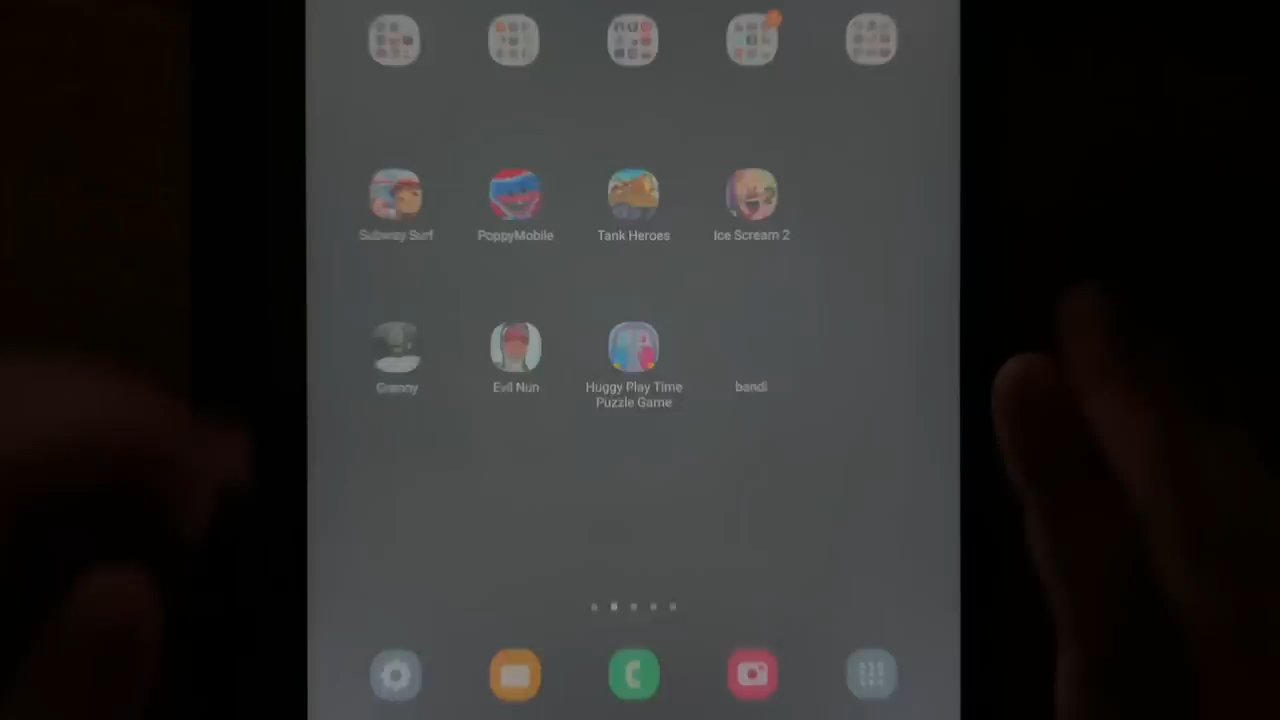 Subway Surf
PoppyMobile
Tank Heroes
Ice Scream 2
Granny
Evil Nun
Huggy Play Time
Puzzle Game
bandi